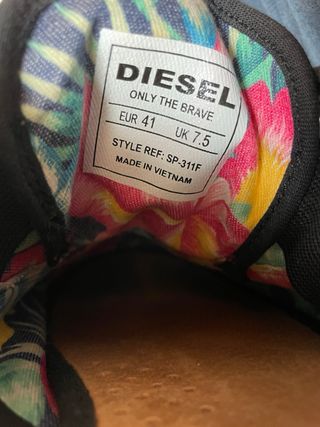 DIESEL
ONLY THE BRAVE
EUR 41 UK 7.5
STYLE REF: SP-311F
MADE IN VIETNAM